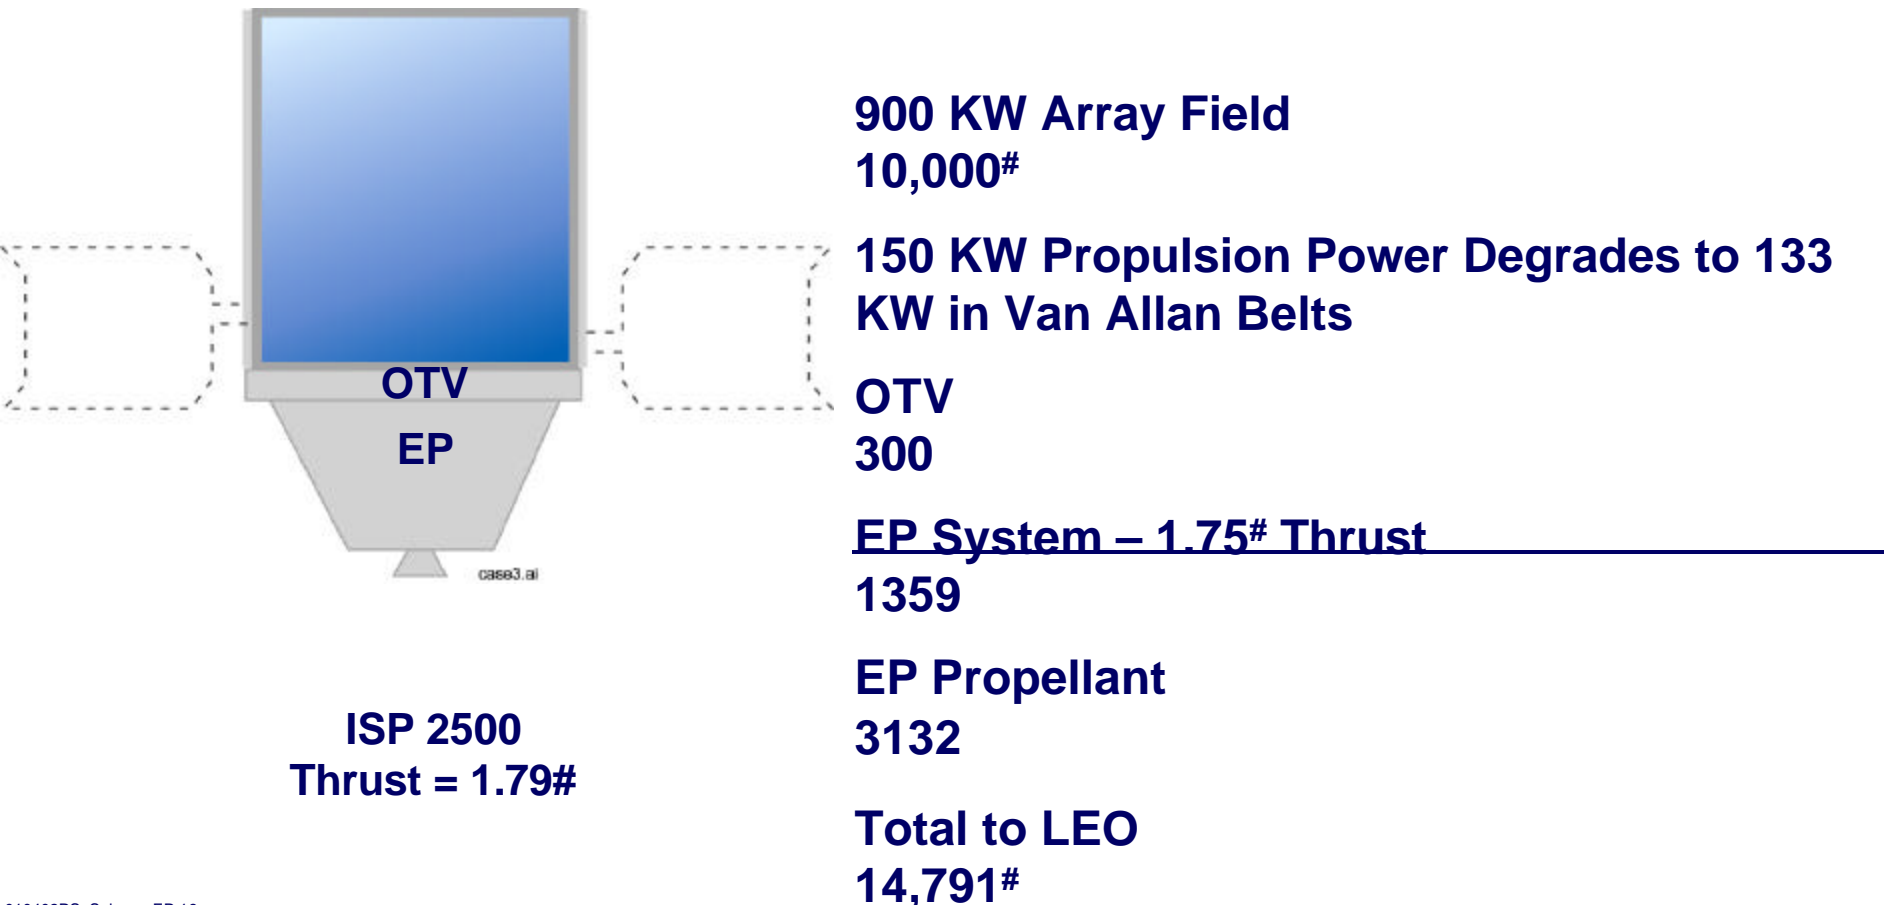 OTV
EP
case3.ai
ISP 2500
Thrust = 1.79#
900 KW Array Field
10,000#
150 KW Propulsion Power Degrades to 133
KW in Van Allan Belts
OTV
300
EP System – 1.75# Thrust
1359
EP Propellant
3132
Total to LEO
14,791#